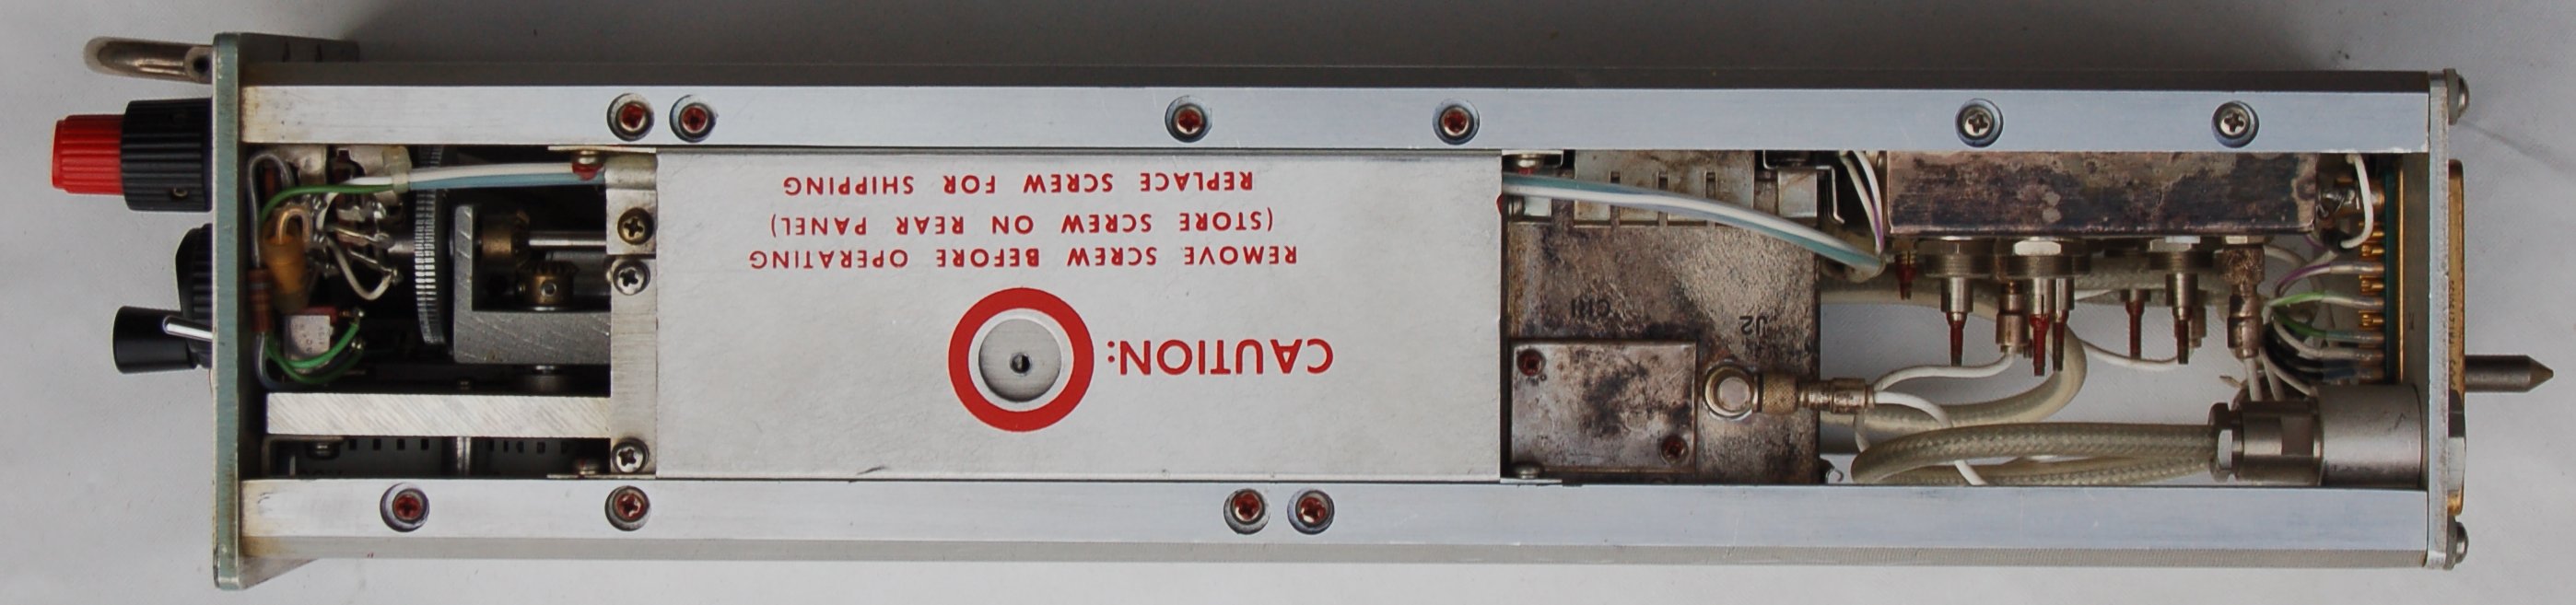 CAUTION:
REMOVE SCREW BEFORE OPERATING
(STORE SCREW ON REAR PANEL)
REPLACE SCREW FOR SHIPPING
J2